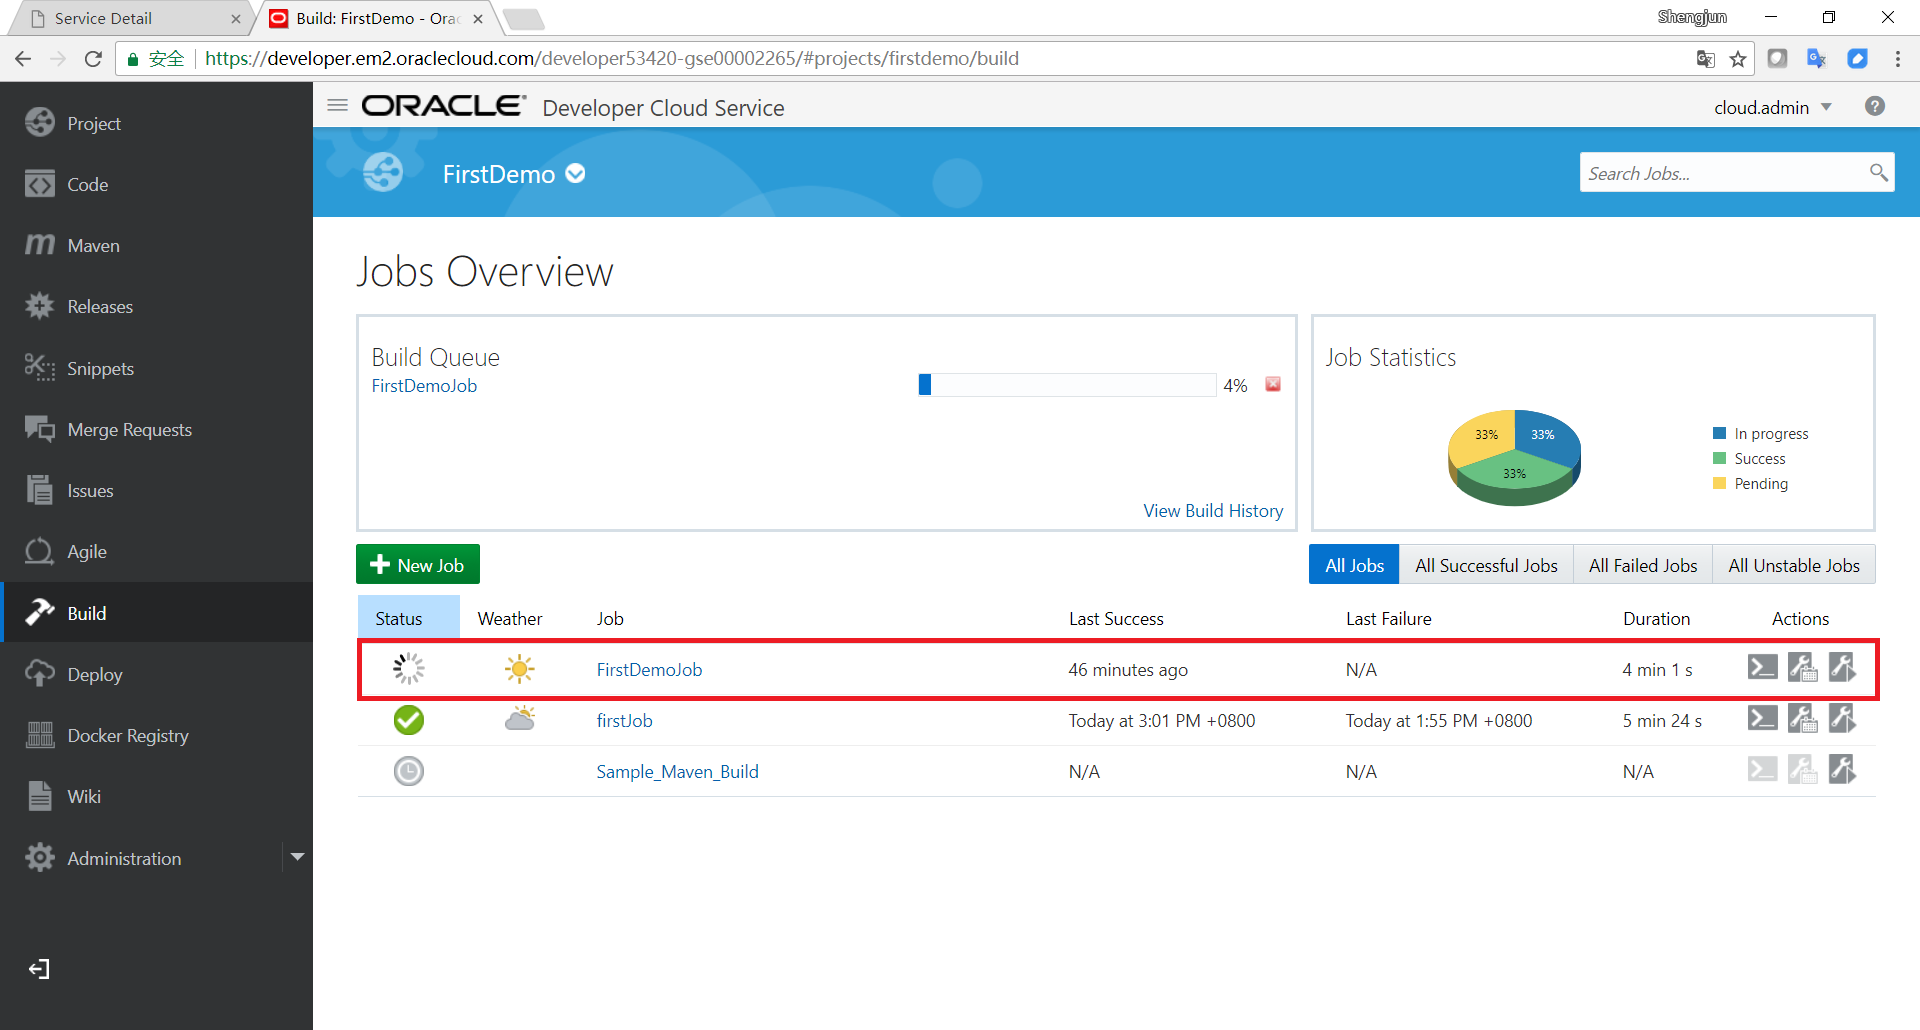 Service Detail
Build: FirstDemo - Orac
Shengjun
安全
https://developer.em2.oraclecloud.com/developer53420-gse00002265/#projects/firstdemo/build
ORACLE® Developer Cloud Service
cloud.admin
?
Project
Code
Maven
Releases
Snippets
Merge Requests
Issues
Agile
Build
Deploy
Docker Registry
Wiki
Administration
FirstDemo
Search Jobs...
Jobs Overview
Build Queue
FirstDemoJob
4%
View Build History
Job Statistics
33%
33%
33%
In progress
Success
Pending
New Job
All Jobs
All Successful Jobs
All Failed Jobs
All Unstable Jobs
Status Weather Job Last Success Last Failure Duration Actions
FirstDemoJob 46 minutes ago N/A 4 min 1 s
firstJob Today at 3:01 PM +0800 Today at 1:55 PM +0800 5 min 24 s
Sample_Maven_Build N/A N/A N/A